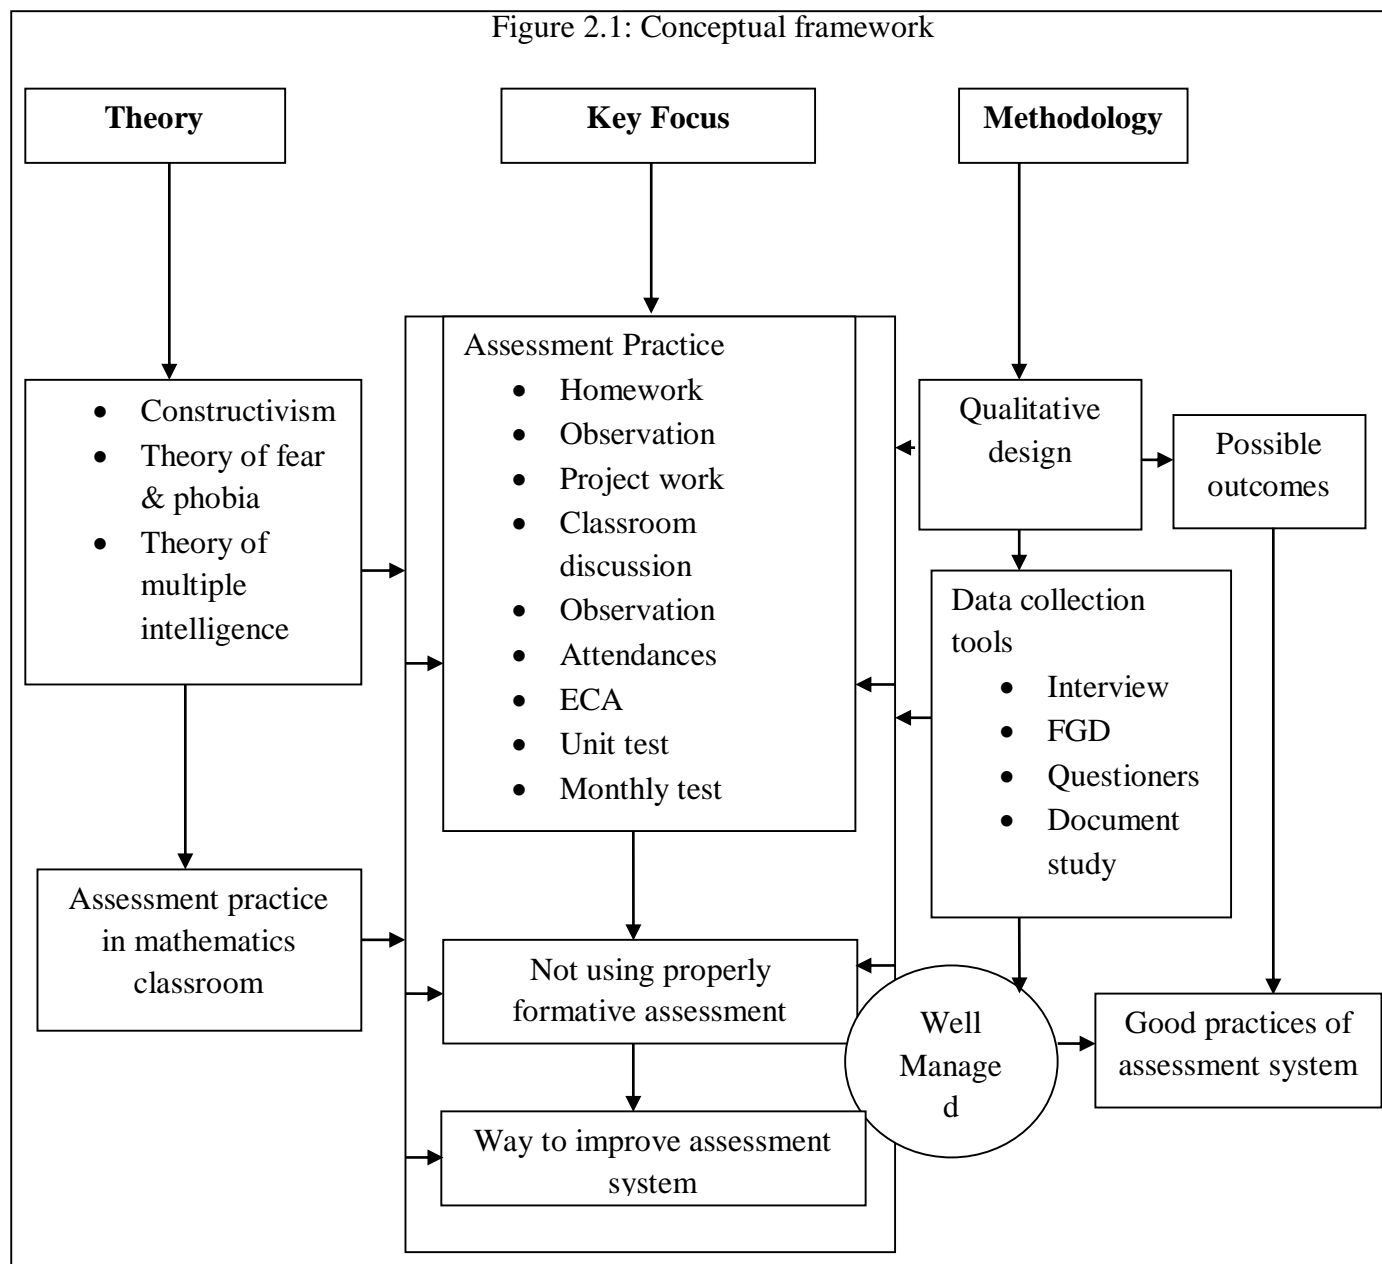 Figure 2.1: Conceptual framework
Theory
Key Focus
Methodology
• Constructivism
• Theory of fear
& phobia
• Theory of
multiple
intelligence
Assessment practice
in mathematics
classroom
Assessment Practice
• Homework
• Observation
• Project work
• Classroom
discussion
• Observation
• Attendances
• ECA
• Unit test
• Monthly test
Not using properly
formative assessment
Way to improve assessment
system
Qualitative
design
Possible
outcomes
Data collection
tools
• Interview
• FGD
• Questioners
• Document
study
Well
Manage
d
Good practices of
assessment system